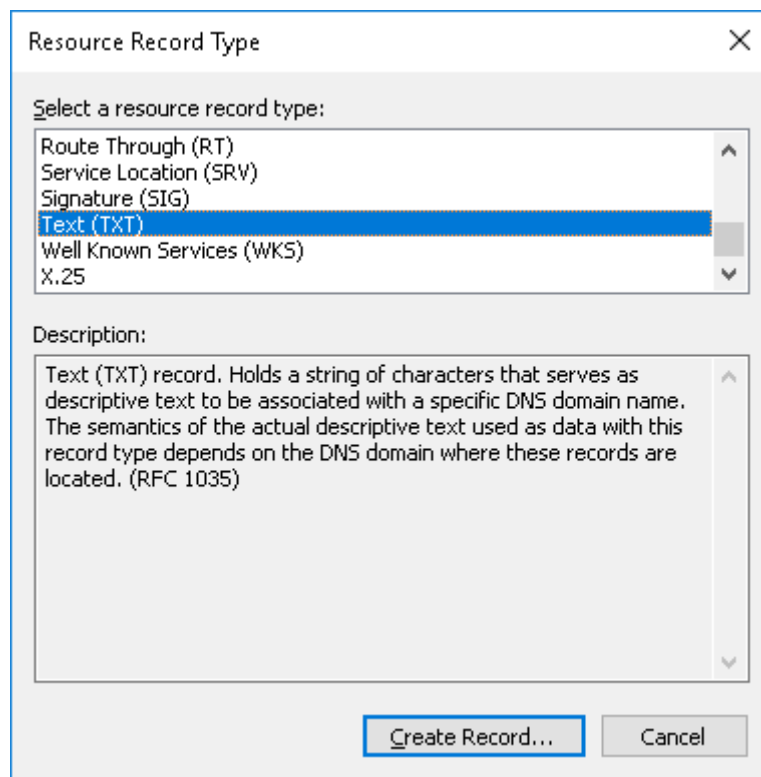 Resource Record Type
Select a resource record type:
Route Through (RT)
Service Location (SRV)
Signature (SIG)
Text (TXT)
Well Known Services (WKS)
X.25
Description:
Text (TXT) record. Holds a string of characters that serves as
descriptive text to be associated with a specific DNS domain name.
The semantics of the actual descriptive text used as data with this
record type depends on the DNS domain where these records are
located. (RFC 1035)
Create Record...
Cancel